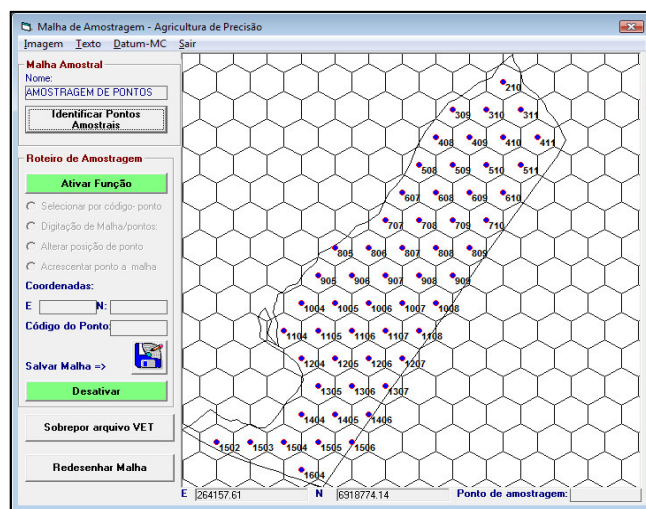 Malha de Amostragem - Agricultura de Precisão
Imagem Texto Datum-MC Sair
Malha Amostral
Nome:
AMOSTRAGEM DE PONTOS
Identificar Pontos
Amostrais
Roteiro de Amostragem
Ativar Função
Selecionar por código- ponto
Digitação de Malha/pontos:
Alterar posição de ponto
Acrescentar ponto a malha
Coordenadas:
E N:
Código do Ponto:
Salvar Malha =>
Desativar
Sobrepor arquivo VET
Redesenhar Malha
210
309 310 311
408 409 410 411
508 509 510 511
607 608 609 610
707 708 709 710
805 806 807 808 809
905 906 907 908 909
1004 1005 1006 1007 1008
1104 1105 1106 1107 1108
1204 1205 1206 1207
1305 1306 1307
1404 1405 1406
1502 1503 1504 1505 1506
1604
E 264157.61 N 6918774.14 Ponto de amostragem: